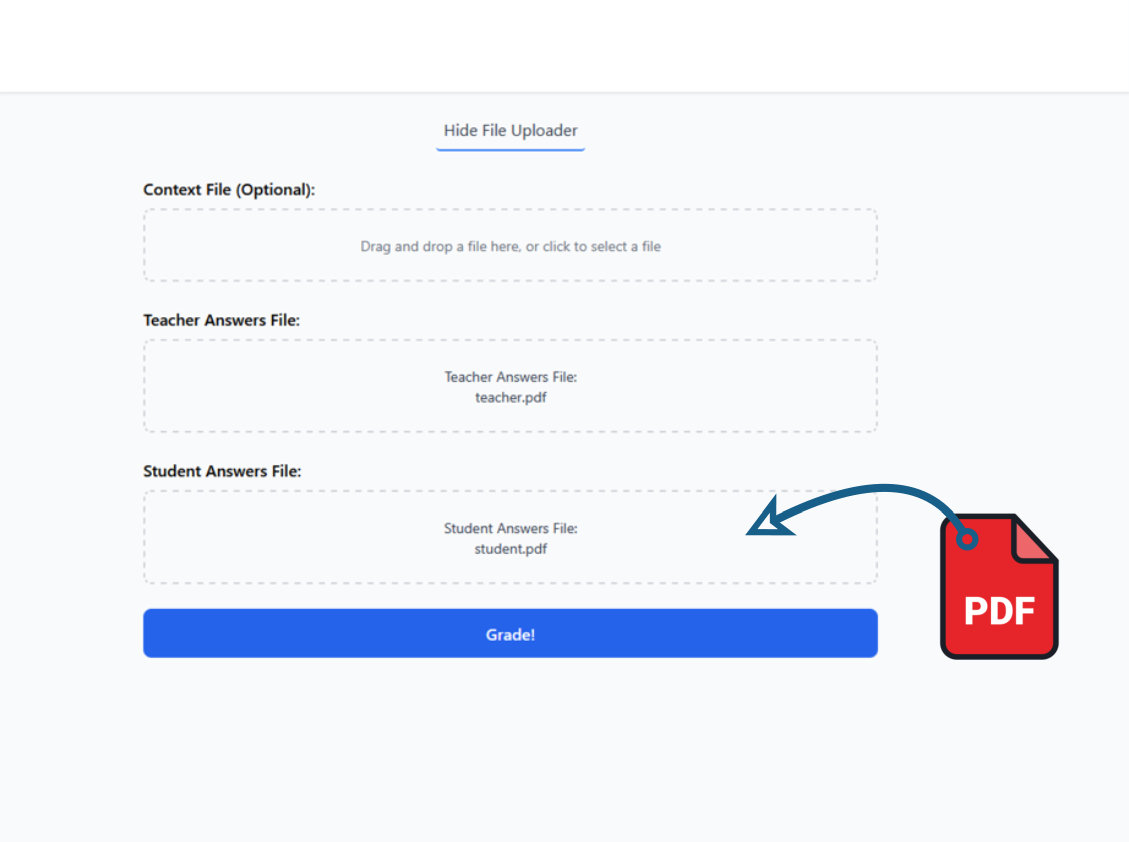 Hide File Uploader
Context File (Optional):
Drag and drop a file here, or click to select a file
Teacher Answers File:
Teacher Answers File:
teacher.pdf
Student Answers File:
Student Answers File:
student.pdf
PDF
Grade!